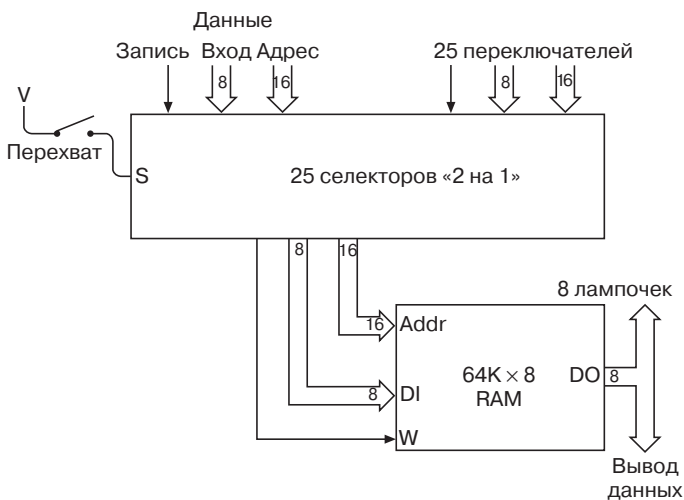 Данные
Запись Вход Адрес 25 переключателей
8 16 8 16
V
Перехват
S 25 селекторов «2 на 1»
8 16
8 лампочек
16 Addr
64K × 8 DO 8
8 DI RAM
W
Вывод
данных